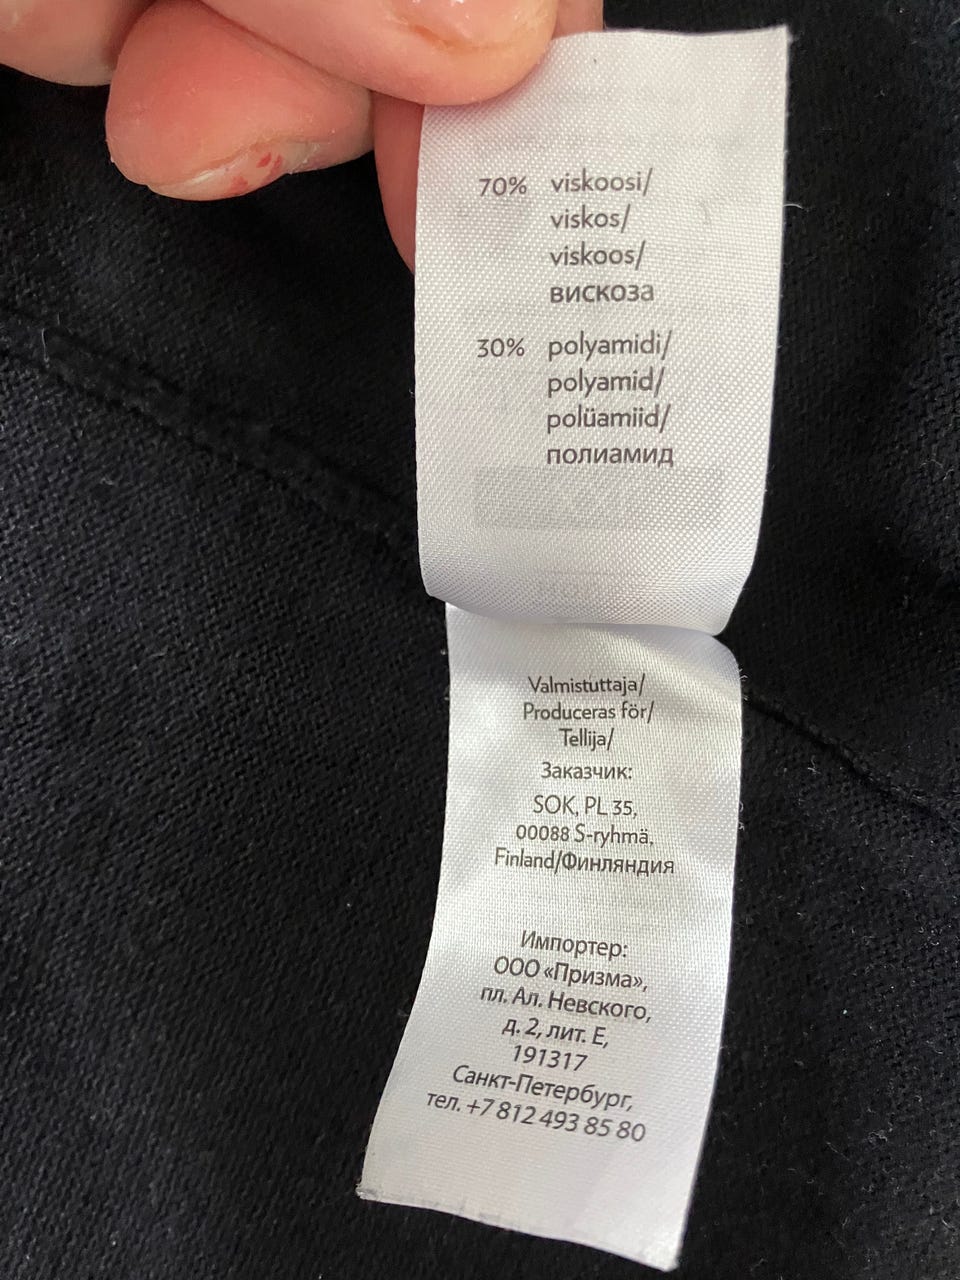 70% viskoosi/
viskos/
viskoos/
вискоза
30% polyamidi/
polyamid/
polüamiid/
полиамид
Valmistuttaja/
Produceras för/
Tellija/
Заказчик:
SOK, PL 35,
00088 S-ryhmä,
Finland/Финляндия
Импортер:
ООО «Призма»,
пл. Ал. Невского,
д. 2, лит. Е,
191317
Санкт-Петербург,
тел. +7 812 493 85 80